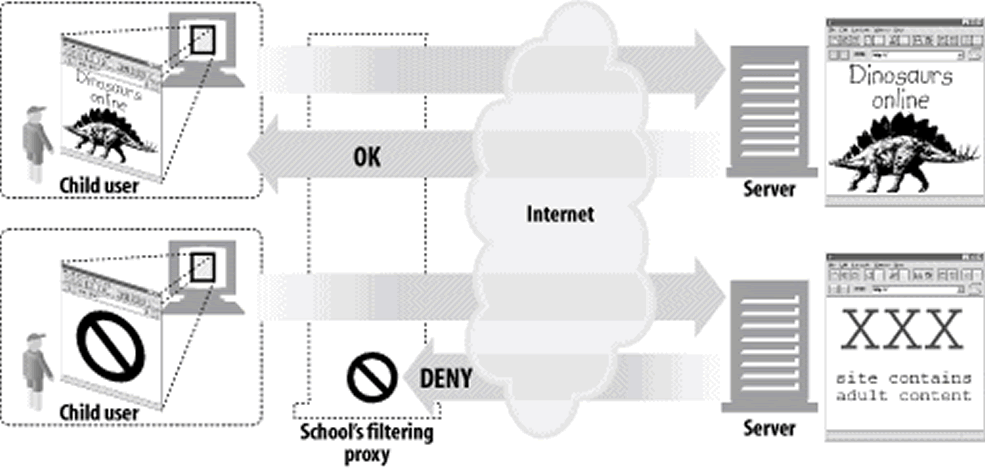 Dinosaurs
online
Child user
OK
Internet
Server
Dinosaurs
online
Child user
DENY
School's filtering
proxy
Server
XXX
site contains
adult content